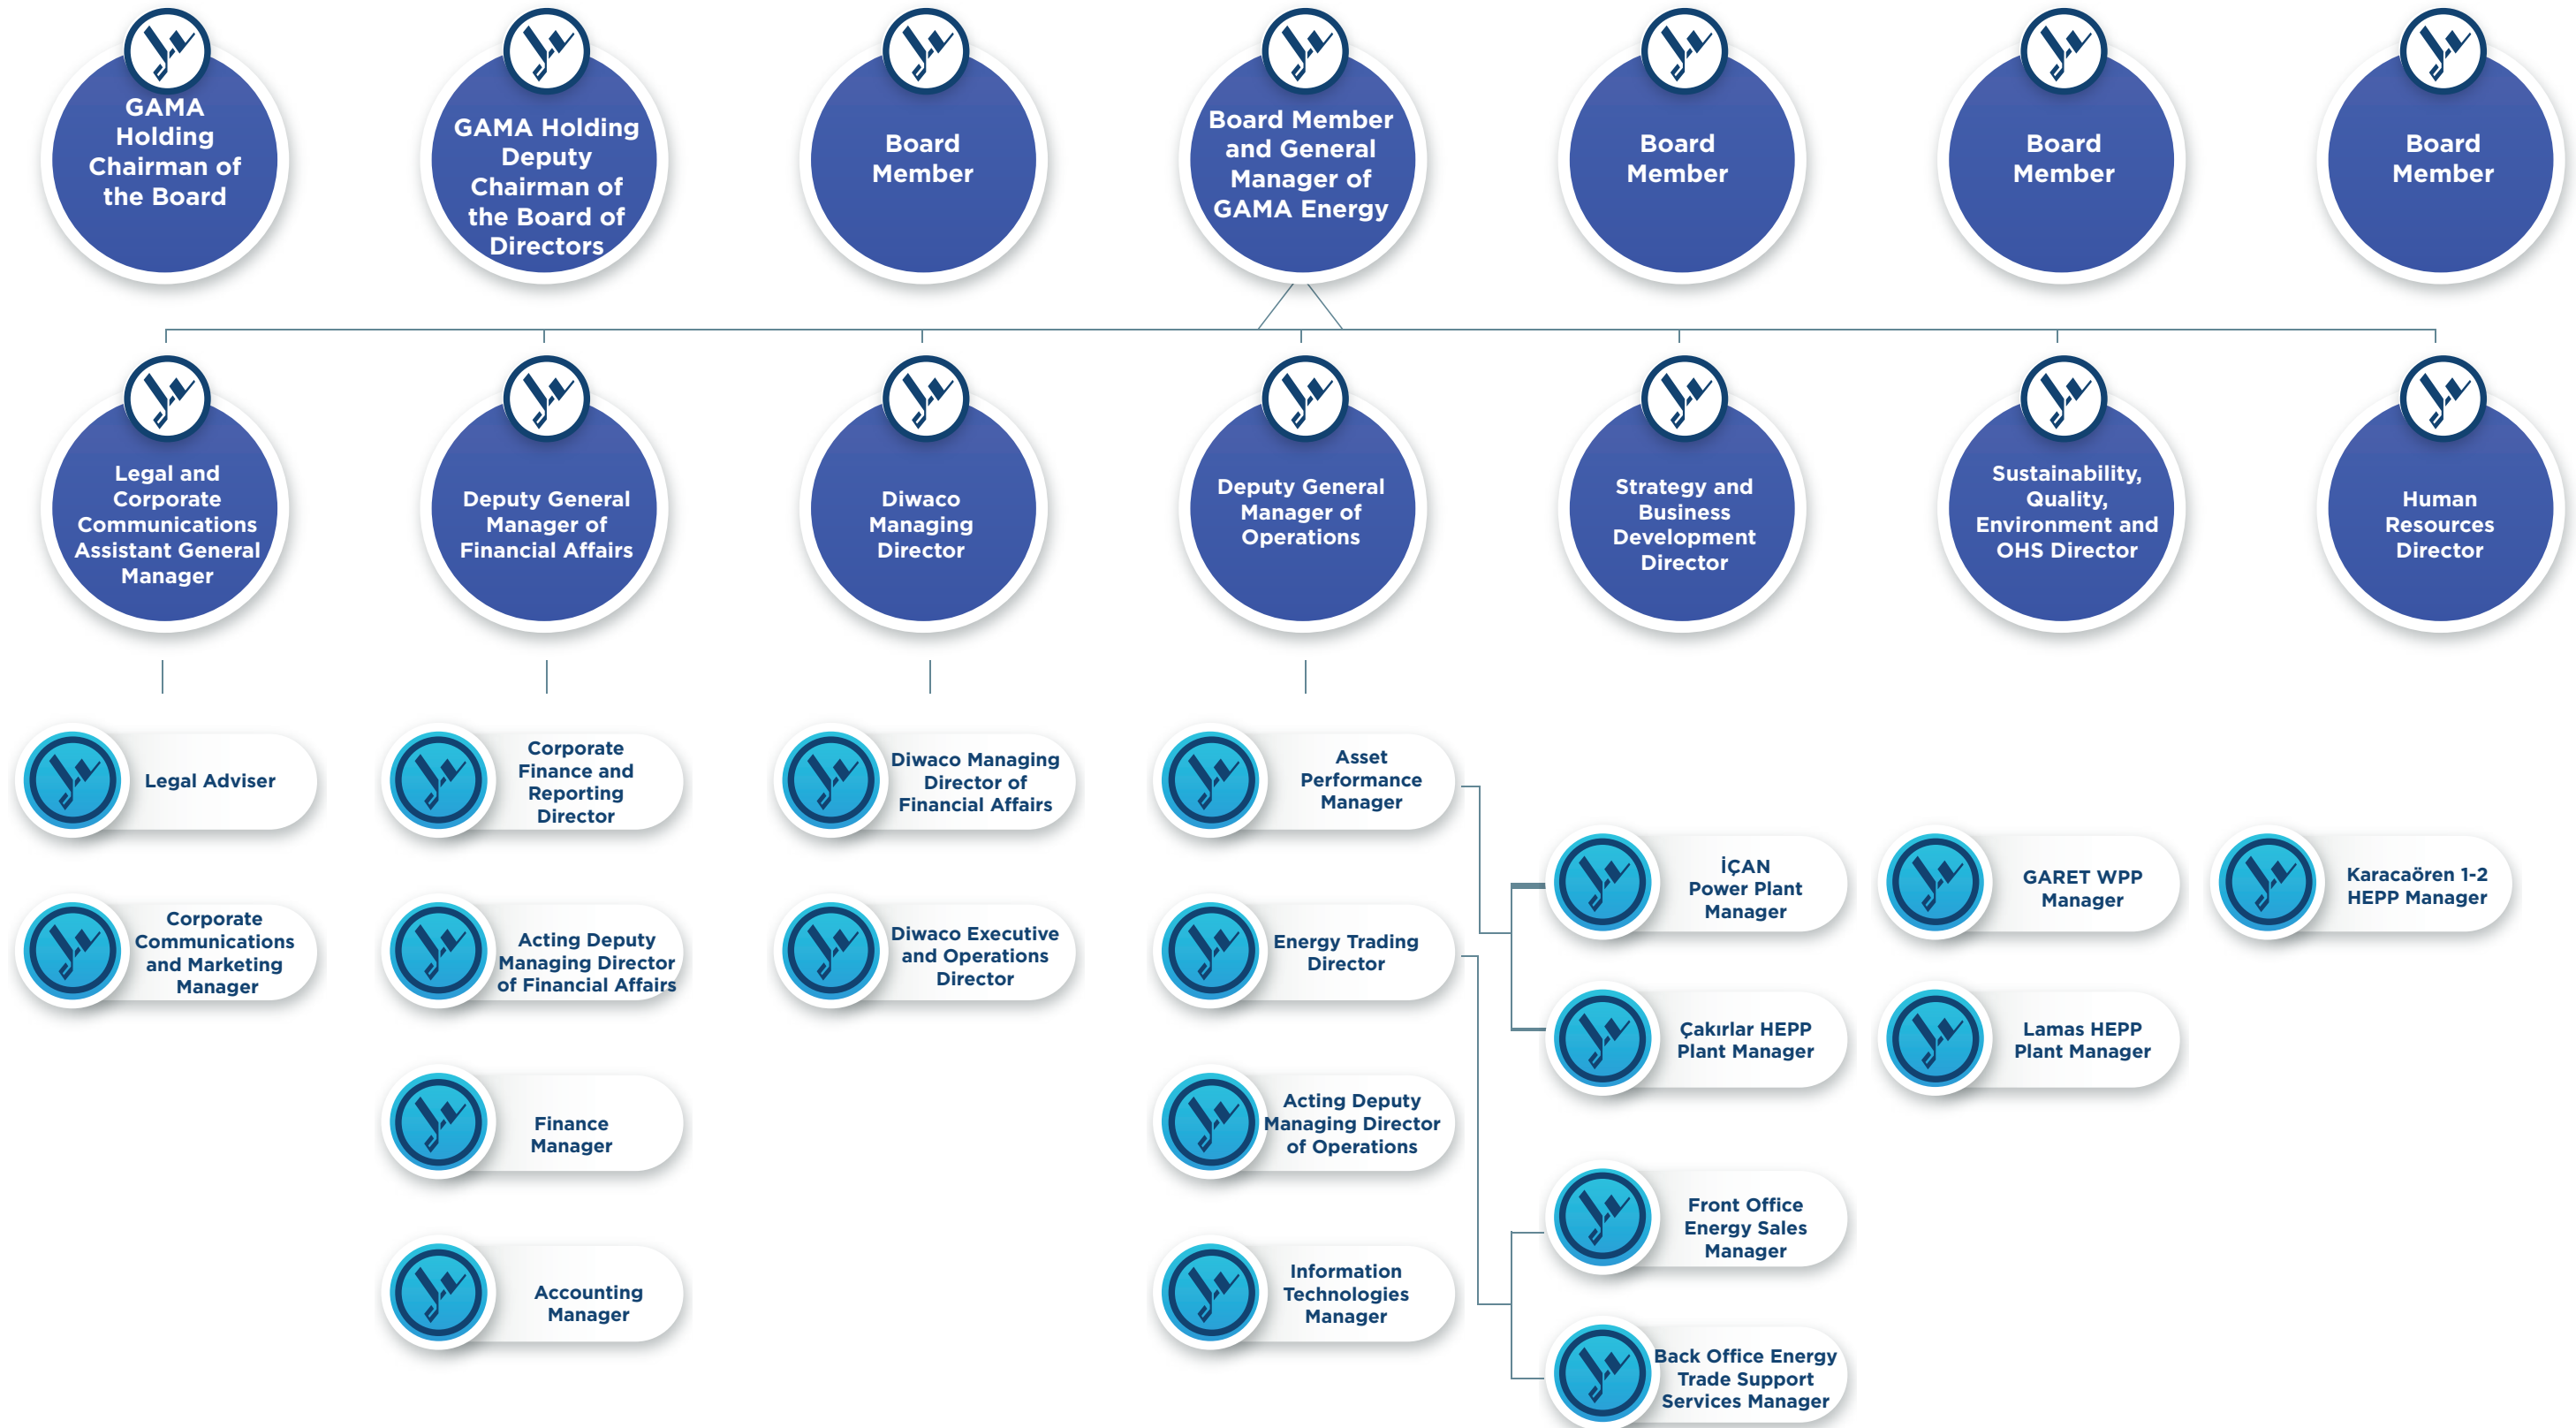 GAMA
Holding
Chairman of
the Board
GAMA Holding
Deputy
Chairman of
the Board of
Directors
Board
Member
Board Member
and General
Manager of
GAMA Energy
Board
Member
Board
Member
Board
Member
Legal and
Corporate
Communications
Assistant General
Manager
Deputy General
Manager of
Financial Affairs
Diwaco
Managing
Director
Deputy General
Manager of
Operations
Strategy and
Business
Development
Director
Sustainability,
Quality,
Environment and
OHS Director
Human
Resources
Director
Legal Adviser
Corporate
Communications
and Marketing
Manager
Corporate
Finance and
Reporting
Director
Acting Deputy
Managing Director
of Financial Affairs
Finance
Manager
Accounting
Manager
Diwaco Managing
Director of
Financial Affairs
Diwaco Executive
and Operations
Director
Asset
Performance
Manager
Energy Trading
Director
Acting Deputy
Managing Director
of Operations
Information
Technologies
Manager
İÇAN
Power Plant
Manager
GARET WPP
Manager
Karacaören 1-2
HEPP Manager
Çakırlar HEPP
Plant Manager
Lamas HEPP
Plant Manager
Front Office
Energy Sales
Manager
Back Office Energy
Trade Support
Services Manager